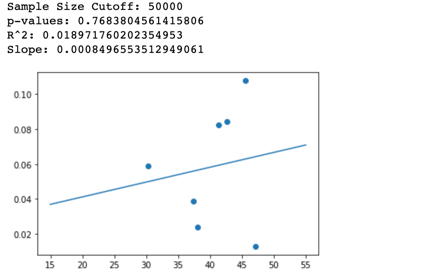 Sample Size Cutoff: 50000
p-values: 0.7683804561415806
R^2: 0.018971760202354953
Slope: 0.0008496553512949061
0.10
0.08
0.06
0.04
0.02
15 20 25 30 35 40 45 50 55